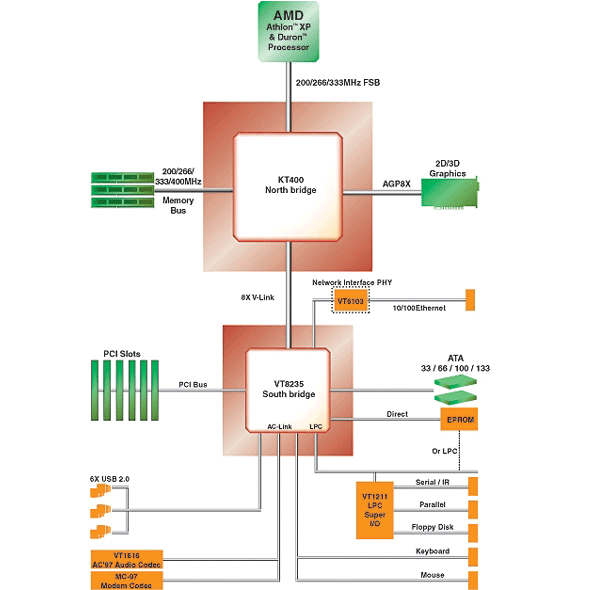 AMD
Athlon™ XP
& Duron™
Processor
200/266/333MHz FSB
KT400
North bridge
200/266/
333/400MHz
Memory
Bus
AGP8X
2D/3D
Graphics
8X V-Link
Network Interface PHY
VT6103
10/100Ethernet
PCI Slots
PCI Bus
VT8235
South bridge
AC-Link
LPC
ATA
33 / 66 / 100 / 133
Direct
EPROM
Or LPC
6X USB 2.0
VT1211
LPC
Super
I/O
Serial / IR
Parallel
Floppy Disk
Keyboard
Mouse
VT1616
AC'97 Audio Codec
MC-97
Modem Codec